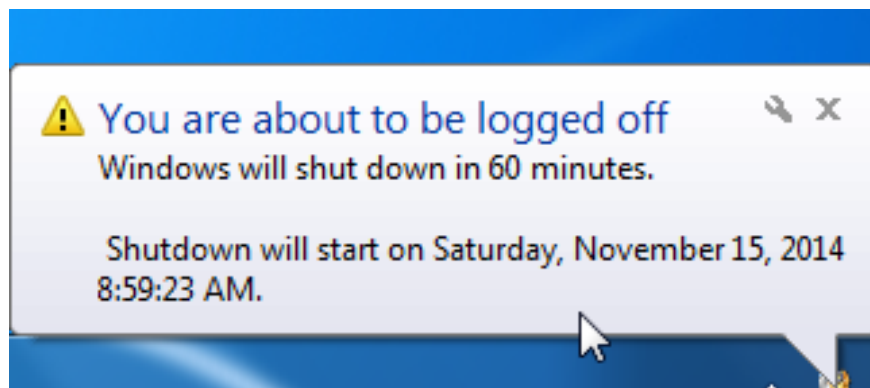 You are about to be logged off
Windows will shut down in 60 minutes.
Shutdown will start on Saturday, November 15, 2014
8:59:23 AM.